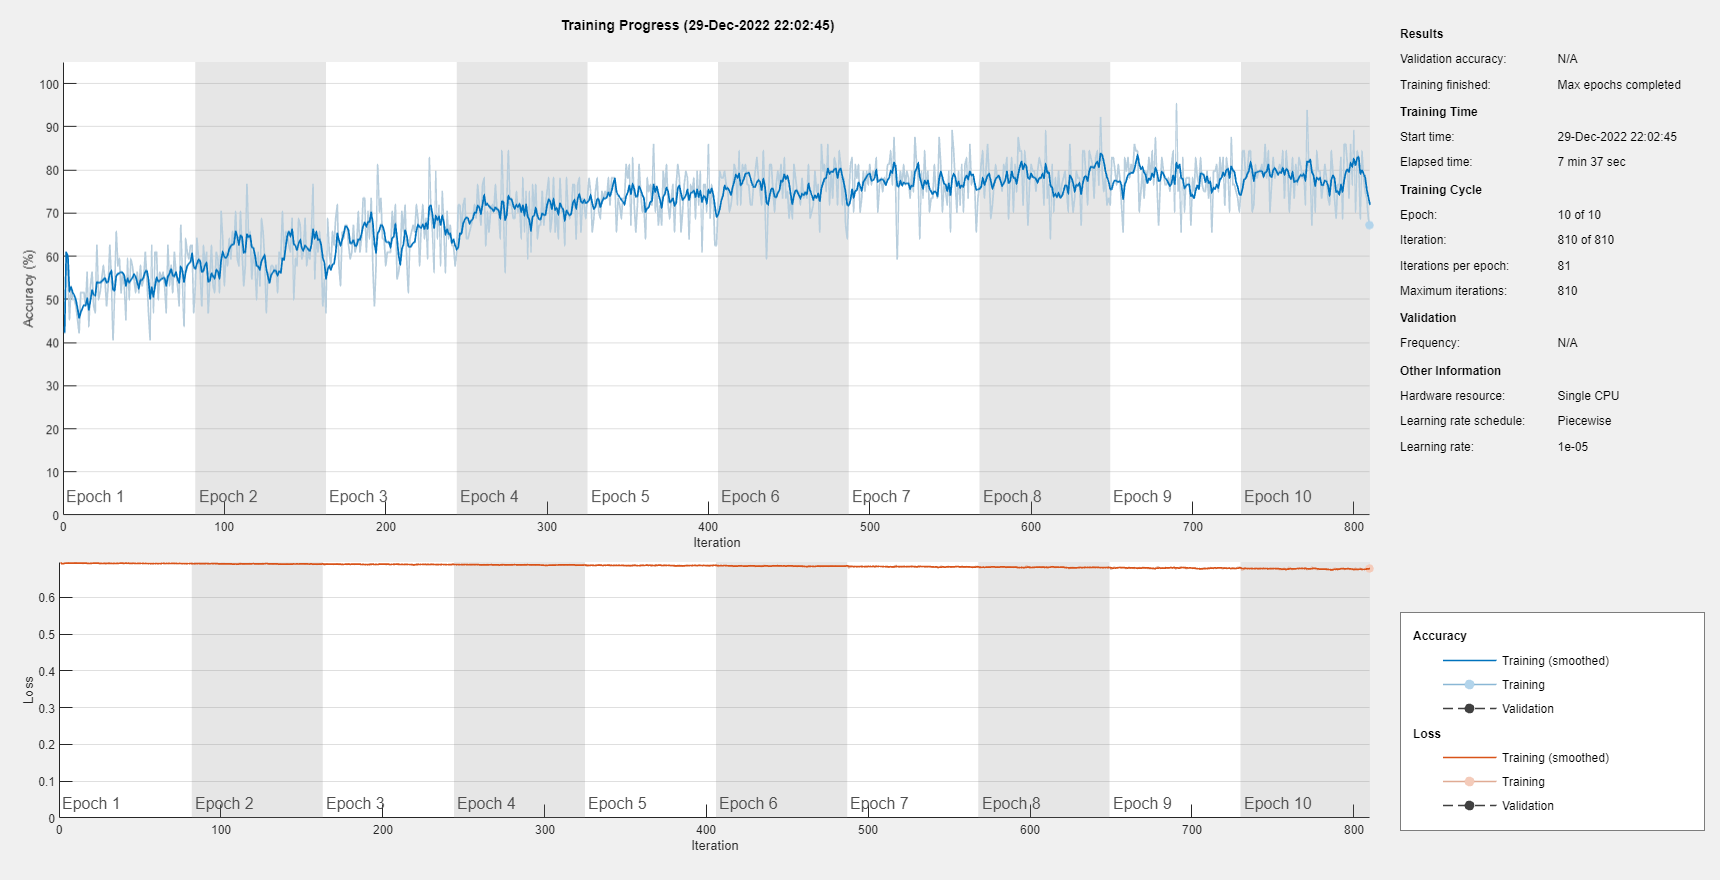 Training Progress (29-Dec-2022 22:02:45)
Accuracy (%)
100
90
80
70
60
50
40
30
20
10
0
Epoch 1 Epoch 2 Epoch 3 Epoch 4 Epoch 5 Epoch 6 Epoch 7 Epoch 8 Epoch 9 Epoch 10
0 100 200 300 400 500 600 700 800
Iteration
Loss
0.6
0.5
0.4
0.3
0.2
0.1
0
Epoch 1 Epoch 2 Epoch 3 Epoch 4 Epoch 5 Epoch 6 Epoch 7 Epoch 8 Epoch 9 Epoch 10
0 100 200 300 400 500 600 700 800
Iteration
Results
Validation accuracy: N/A
Training finished: Max epochs completed
Training Time
Start time: 29-Dec-2022 22:02:45
Elapsed time: 7 min 37 sec
Training Cycle
Epoch: 10 of 10
Iteration: 810 of 810
Iterations per epoch: 81
Maximum iterations: 810
Validation
Frequency: N/A
Other Information
Hardware resource: Single CPU
Learning rate schedule: Piecewise
Learning rate: 1e-05
Accuracy
Training (smoothed)
Training
Validation
Loss
Training (smoothed)
Training
Validation